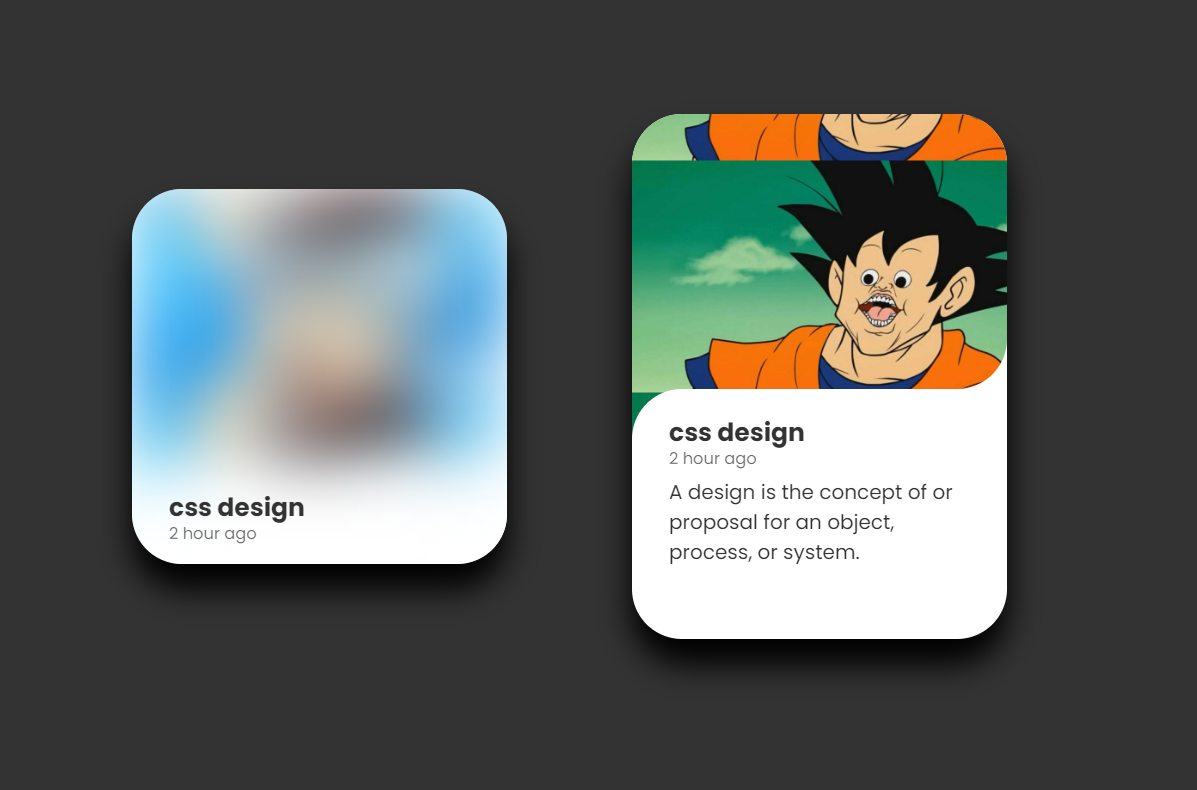 css design
2 hour ago
css design
2 hour ago
A design is the concept of or
proposal for an object,
process, or system.